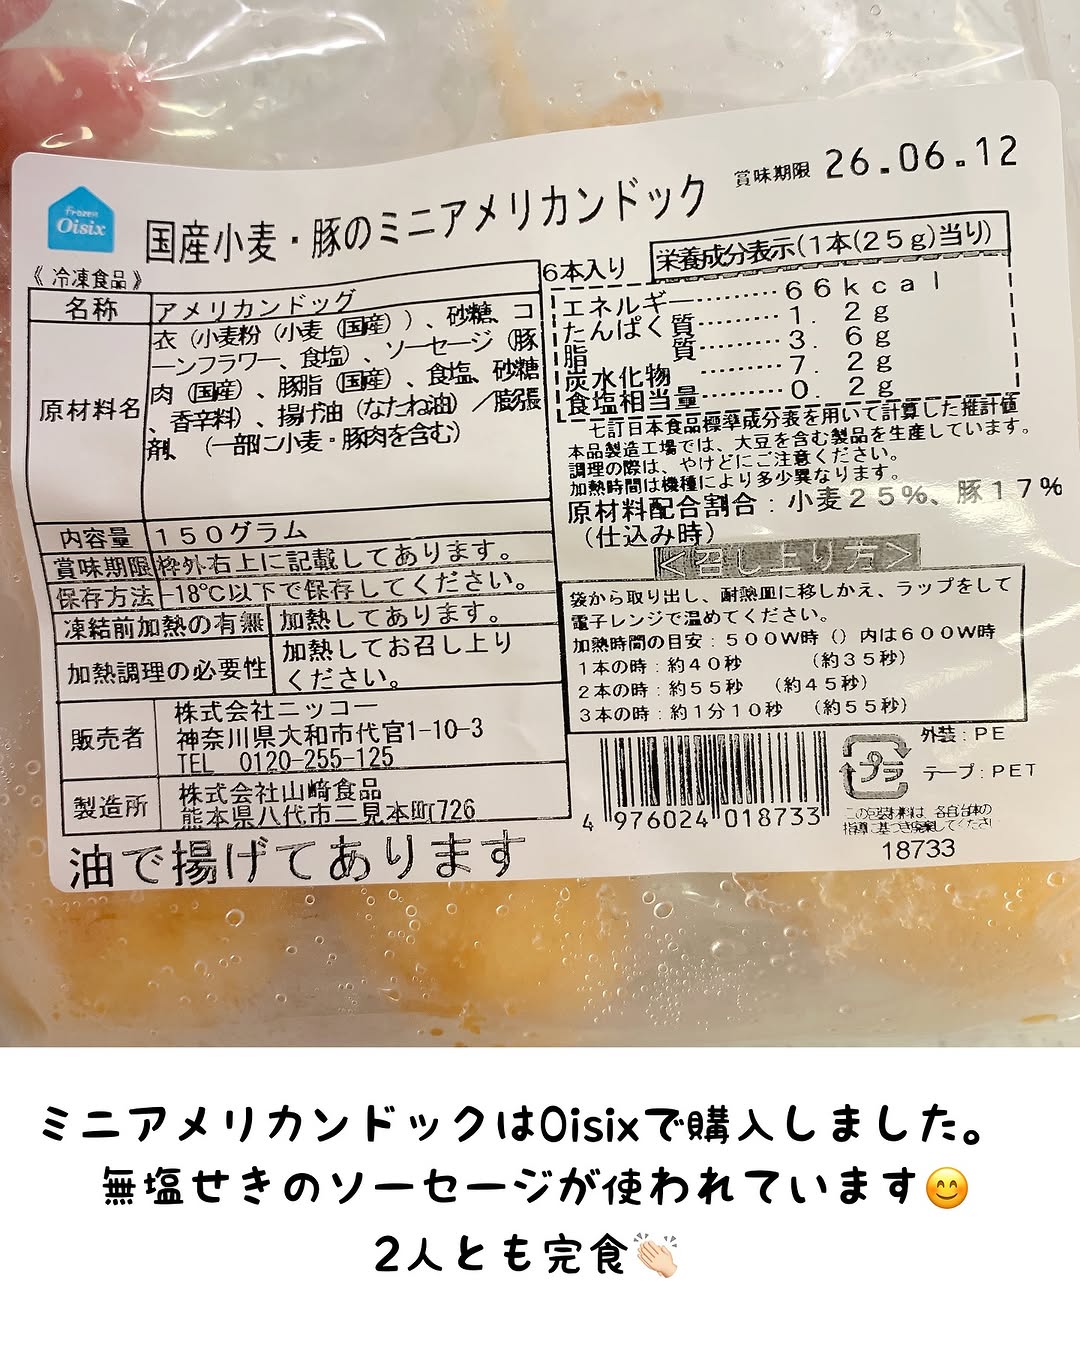 frozen
Oisix
国産小麦・豚のミニアメリカンドック
賞味期限 26.06.12
《冷凍食品》
6本入り
名称 アメリカンドッグ
原材料名
衣（小麦粉（小麦（国産））、砂糖、コ
ーンフラワー、食塩）、ソーセージ（豚
肉（国産）、豚脂（国産）、食塩、砂糖
、香辛料）、揚げ油（なたね油）／膨張
剤、（一部に小麦・豚肉を含む）
内容量 150グラム
賞味期限 枠外右上に記載してあります。
保存方法 -18℃以下で保存してください。
凍結前加熱の有無 加熱してあります。
加熱調理の必要性 加熱してお召し上り
ください。
販売者 株式会社ニッコー
神奈川県大和市代官1-10-3
TEL 0120-255-125
製造所 株式会社山﨑食品
熊本県八代市二見本町726
油で揚げてあります
栄養成分表示(1本(25g)当り)
エネルギー………66kcal
たんぱく質………1.2g
脂質………3.6g
炭水化物………7.2g
食塩相当量………0.2g
七訂日本食品標準成分表を用いて計算した推計値
本品製造工場では、大豆を含む製品を生産しています。
調理の際は、やけどにご注意ください。
加熱時間は機種により多少異なります。
原材料配合割合：小麦25%、豚17%
（仕込み時）
＜召し上り方＞
袋から取り出し、耐熱皿に移しかえ、ラップをして
電子レンジで温めてください。
加熱時間の目安：500W時（）内は600W時
1本の時：約40秒 （約35秒）
2本の時：約55秒 （約45秒）
3本の時：約1分10秒 （約55秒）
4 976024 018733
プラ
外装：PE
テープ：PET
この包装材料は、各自治体の
指導に基づき廃棄してくださ
18733
ミニアメリカンドックはOisixで購入しました。
無塩せきのソーセージが使われています😊
2人とも完食👏🏻